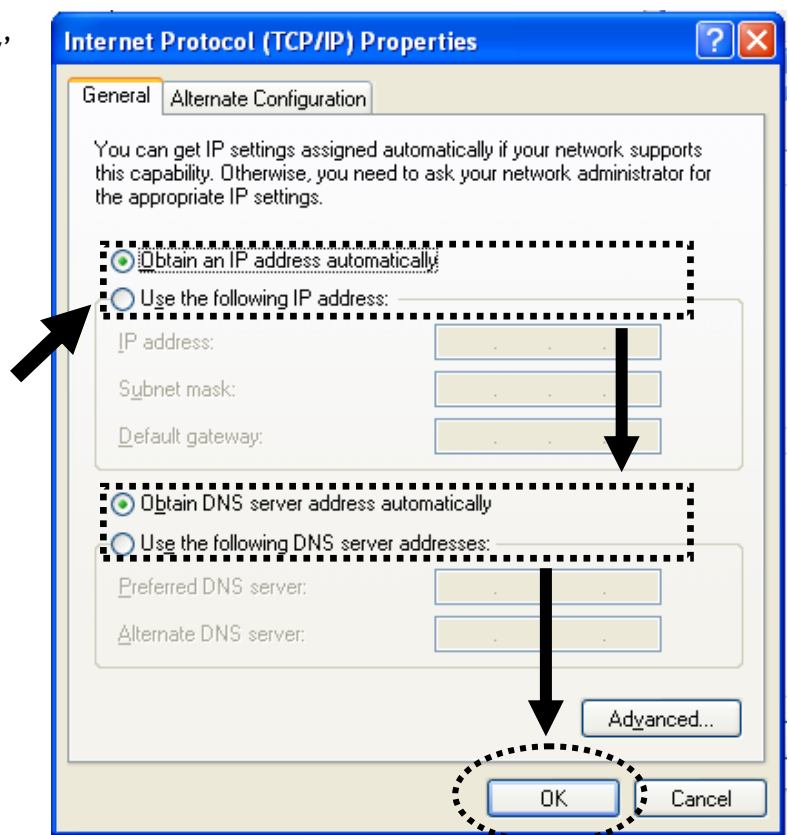 Internet Protocol (TCP/IP) Properties
General
Alternate Configuration
You can get IP settings assigned automatically if your network supports
this capability. Otherwise, you need to ask your network administrator for
the appropriate IP settings.
Obtain an IP address automatically
Use the following IP address:
IP address:
Subnet mask:
Default gateway:
Obtain DNS server address automatically
Use the following DNS server addresses:
Preferred DNS server:
Alternate DNS server:
Advanced...
OK
Cancel